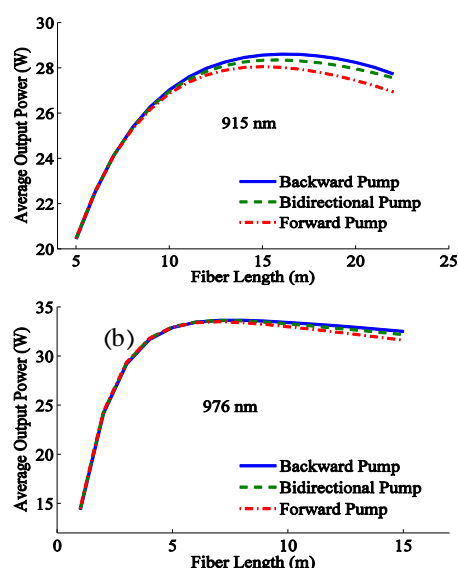 30
28
26
24
22
20
Average Output Power (W)
915 nm
Backward Pump
Bidirectional Pump
Forward Pump
5 10 15 20 25
Fiber Length (m)
35
30
25
20
15
Average Output Power (W)
(b)
976 nm
Backward Pump
Bidirectional Pump
Forward Pump
0 5 10 15
Fiber Length (m)